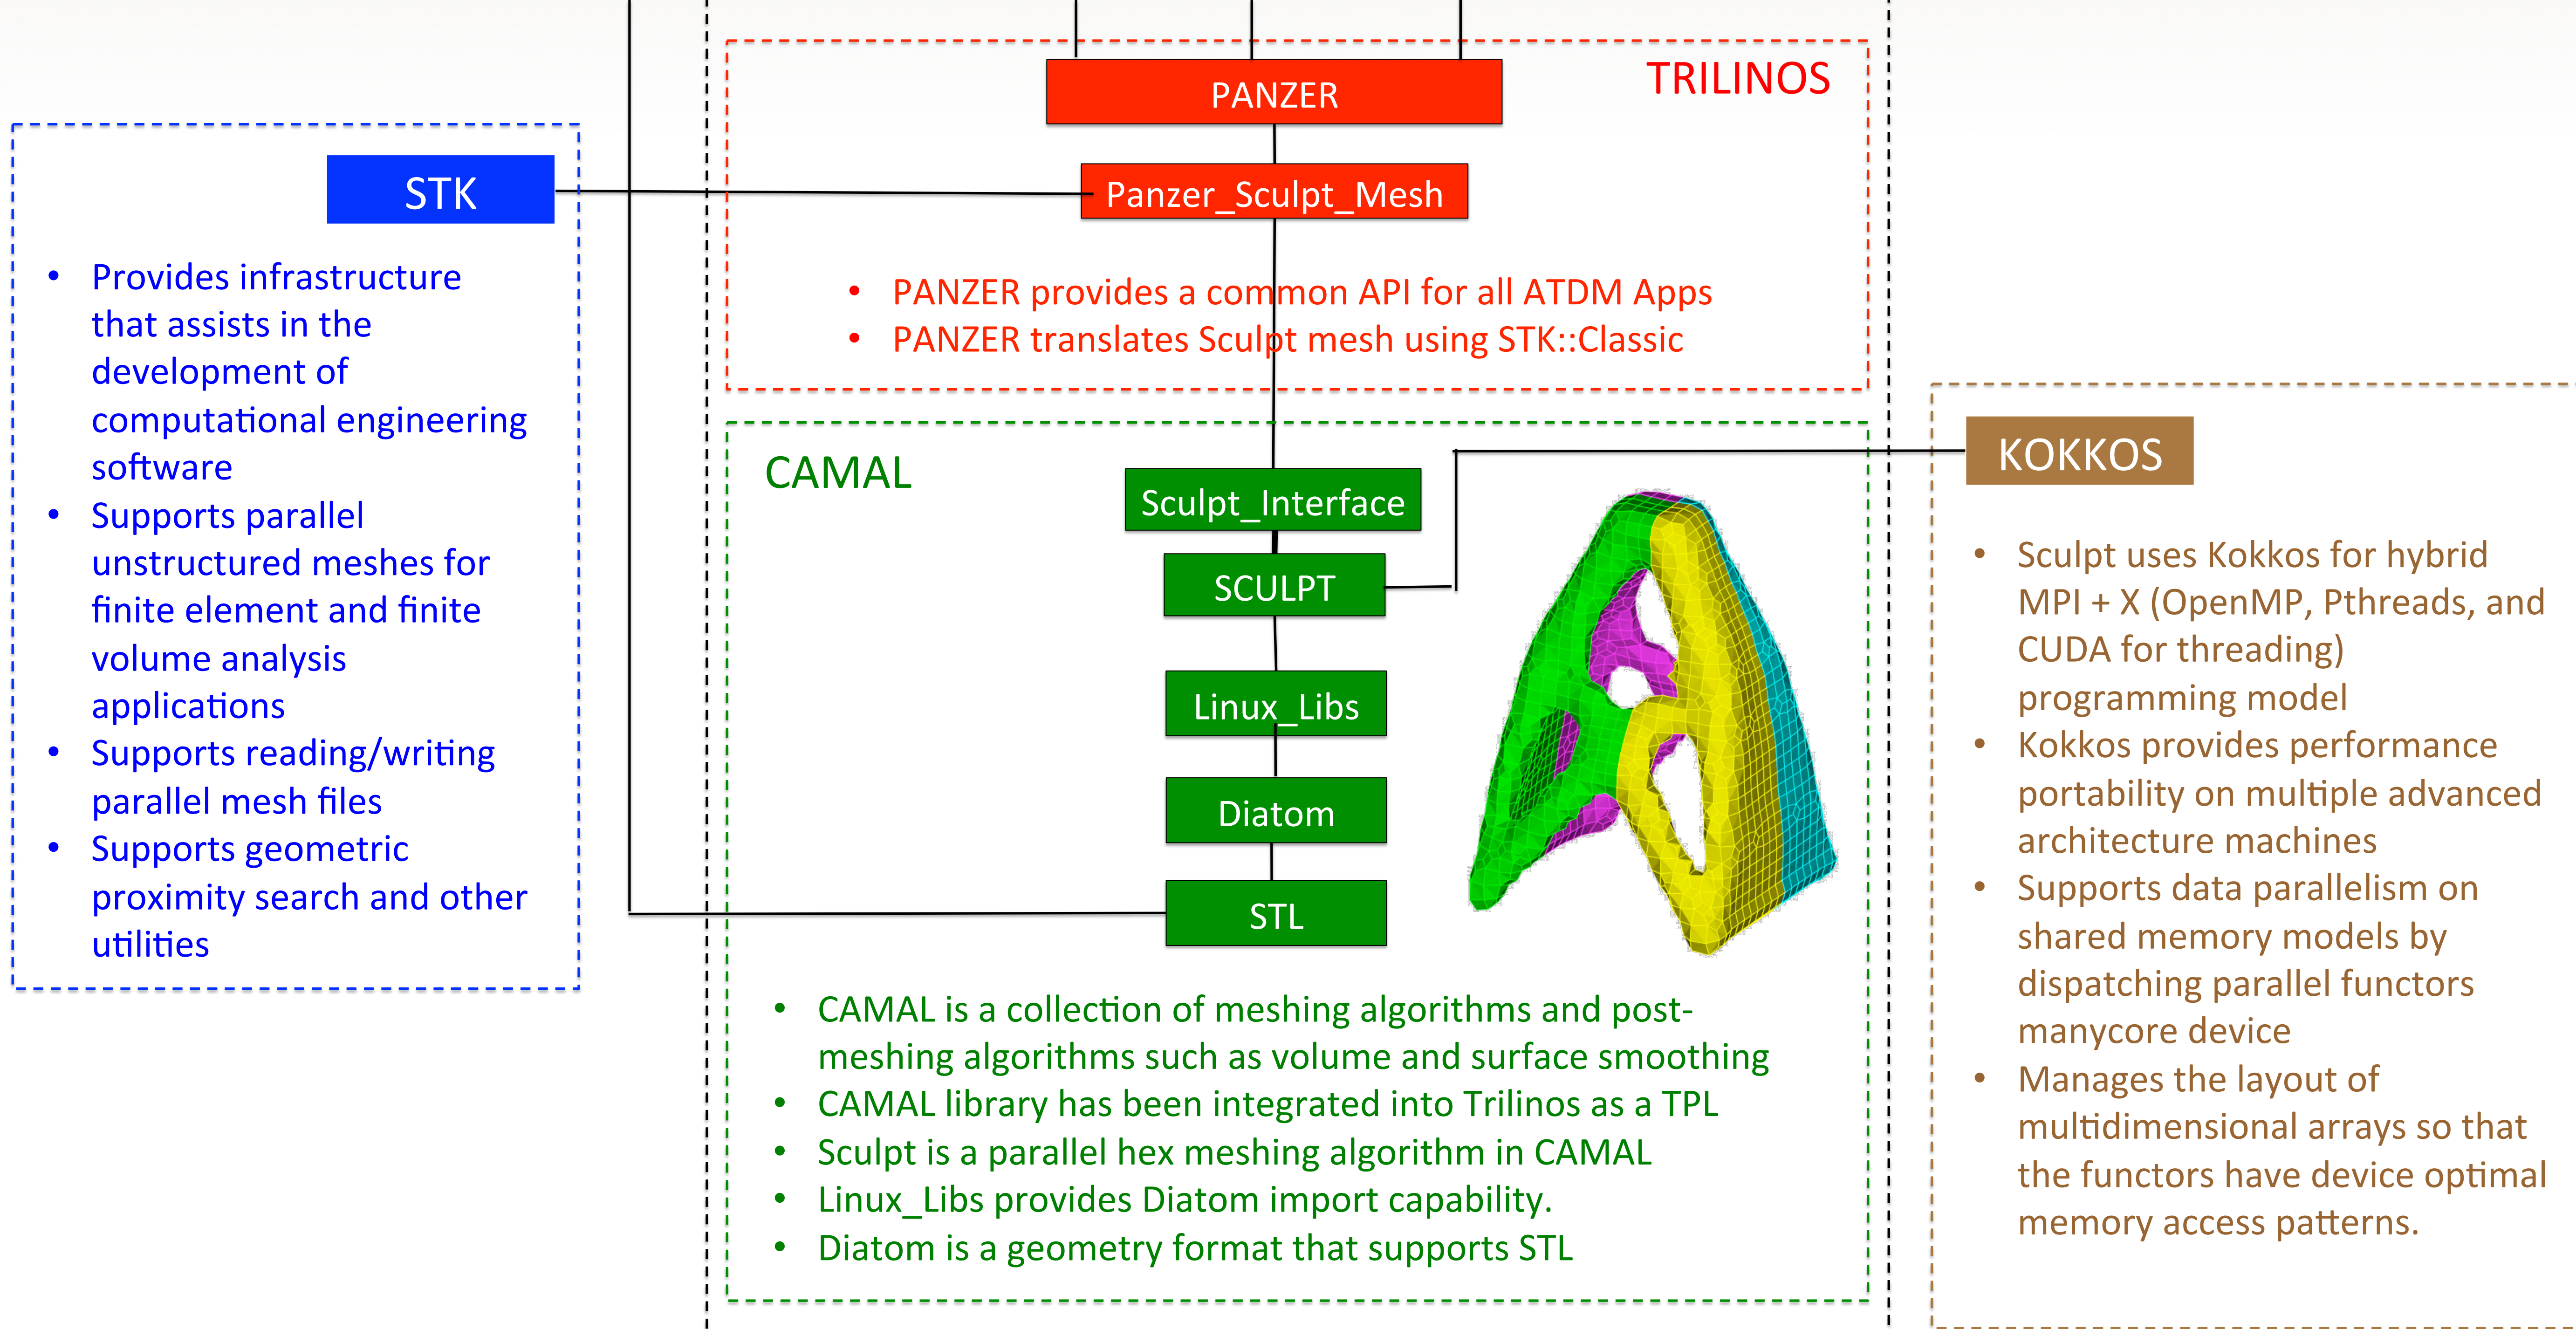 STK
• Provides infrastructure
that assists in the
development of
computational engineering
software
• Supports parallel
unstructured meshes for
finite element and finite
volume analysis
applications
• Supports reading/writing
parallel mesh files
• Supports geometric
proximity search and other
utilities
TRILINOS
PANZER
Panzer_Sculpt_Mesh
• PANZER provides a common API for all ATDM Apps
• PANZER translates Sculpt mesh using STK::Classic
CAMAL
Sculpt_Interface
SCULPT
Linux_Libs
Diatom
STL
• CAMAL is a collection of meshing algorithms and post-
meshing algorithms such as volume and surface smoothing
• CAMAL library has been integrated into Trilinos as a TPL
• Sculpt is a parallel hex meshing algorithm in CAMAL
• Linux_Libs provides Diatom import capability.
• Diatom is a geometry format that supports STL
KOKKOS
• Sculpt uses Kokkos for hybrid
MPI + X (OpenMP, Pthreads, and
CUDA for threading)
programming model
• Kokkos provides performance
portability on multiple advanced
architecture machines
• Supports data parallelism on
shared memory models by
dispatching parallel functors
manycore device
• Manages the layout of
multidimensional arrays so that
the functors have device optimal
memory access patterns.